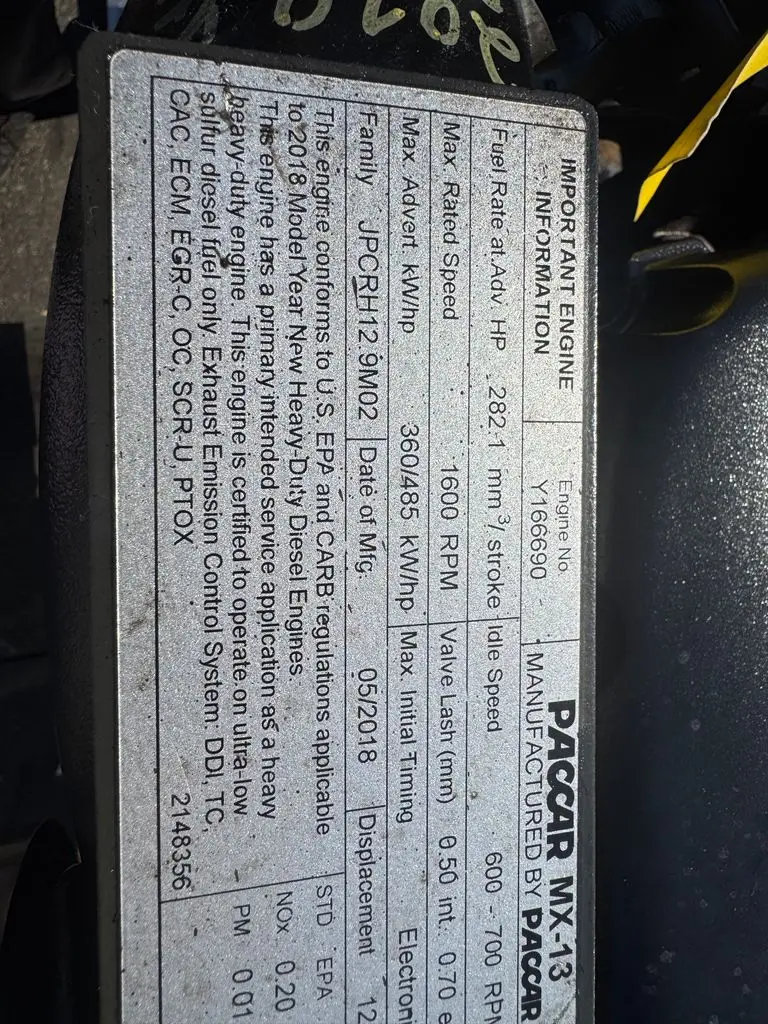 IMPORTANT ENGINE
INFORMATION
Engine No.
Y166690
PACCAR MX-13
MANUFACTURED BY PACCAR
Fuel Rate at Adv. HP 282.1 mm³/ stroke
Idle Speed 600 - 700 RPM
Max. Rated Speed 1600 RPM
Valve Lash (mm) 0.50 int.: 0.70 e
Max. Advert. kW/hp 360/485 kW/hp
Max. Initial Timing Electroni
Family JPCRH12.9M02
Date of Mfg. 05/2018
Displacement 12.
This engine conforms to U.S. EPA and CARB regulations applicable
to 2018 Model Year New Heavy-Duty Diesel Engines.
This engine has a primary intended service application as a heavy
heavy-duty engine. This engine is certified to operate on ultra-low
solfur diesel fuel only. Exhaust Emission Control System: DDI, TC,
CAC, ECM, EGR-C, OC, SCR-U, PTOX
2148356
STD EPA
NOx 0.20
PM 0.01